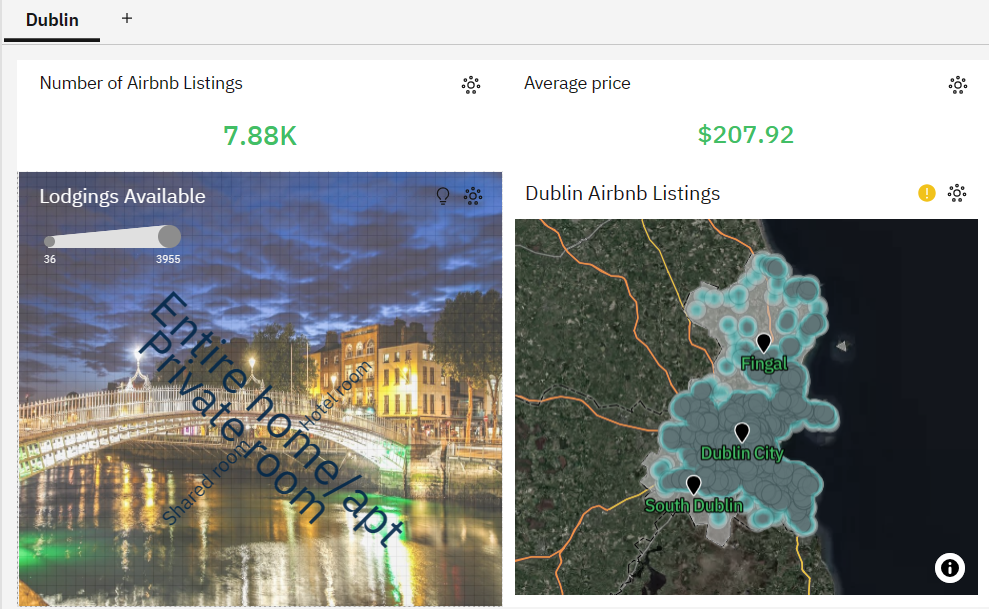 Dublin +
Number of Airbnb Listings
7.88K
Average price
$207.92
Lodgings Available
36 3955
Entire home/apt
Private room
Hotel room
Shared room
Dublin Airbnb Listings
Fingal
Dublin City
South Dublin